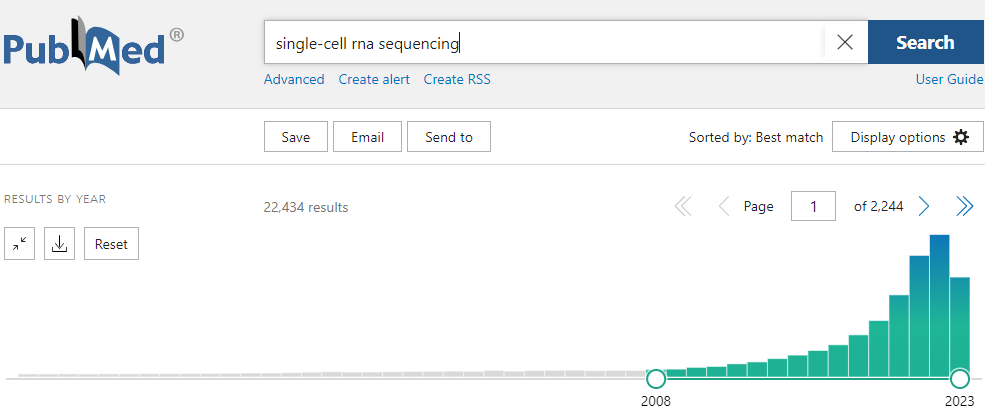 PubMed®
single-cell rna sequencing
Search
Advanced Create alert Create RSS
User Guide
Save Email Send to
Sorted by: Best match Display options
RESULTS BY YEAR
22,434 results
Page 1 of 2,244
Reset
2008 2023